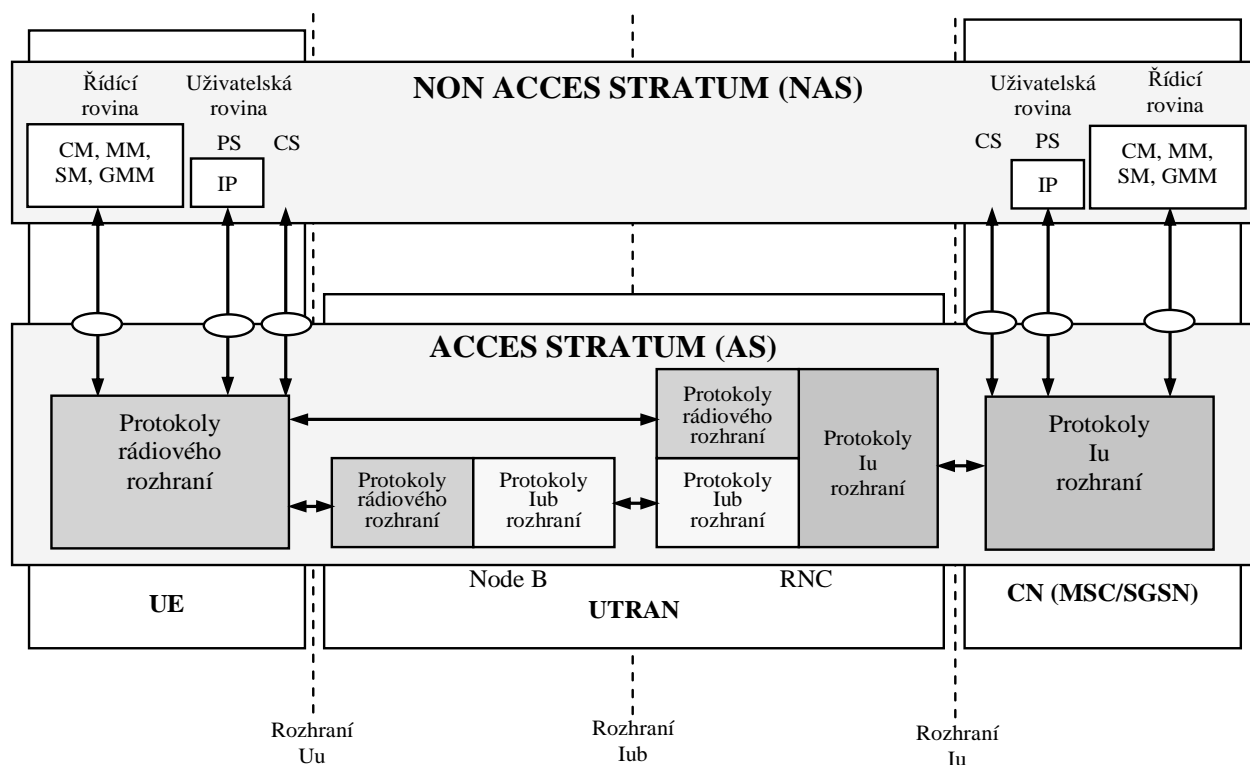 NON ACCES STRATUM (NAS)
Řídící
rovina
Uživatelská
rovina
PS
CS
CM, MM,
SM, GMM
IP
Uživatelská
rovina
Řídicí
rovina
CS
PS
IP
CM, MM,
SM, GMM
ACCES STRATUM (AS)
Protokoly
rádiového
rozhraní
Protokoly
rádiového
rozhraní
Protokoly
Iub
rozhraní
Protokoly
rádiového
rozhraní
Protokoly
Iub
rozhraní
Protokoly
Iu
rozhraní
Protokoly
Iu
rozhraní
Node B
RNC
UE
UTRAN
CN (MSC/SGSN)
Rozhraní
Uu
Rozhraní
Iub
Rozhraní
Iu